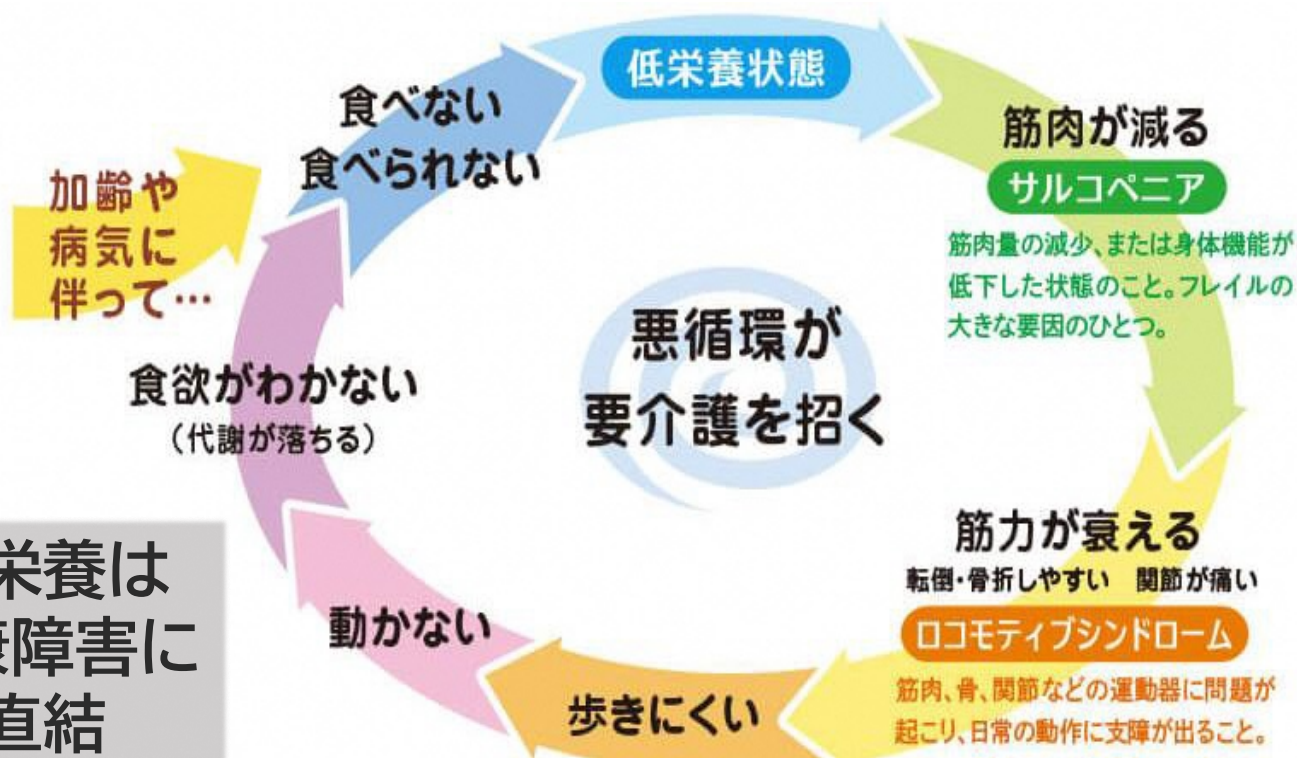 低栄養状態
食べない
食べられない
加齢や
病気に
伴って…
筋肉が減る
サルコペニア
筋肉量の減少、または身体機能が
低下した状態のこと。フレイルの
大きな要因のひとつ。
悪循環が
要介護を招く
食欲がわかない
（代謝が落ちる）
筋力が衰える
転倒・骨折しやすい 関節が痛い
ロコモティブシンドローム
筋肉、骨、関節などの運動器に問題が
起こり、日常の動作に支障が出ること。
動かない
歩きにくい
栄養は
障害に
直結